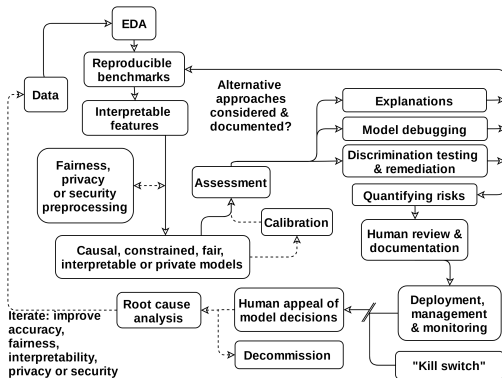 EDA
Reproducible
benchmarks
Data
Alternative
approaches
considered &
documented?
Interpretable
features
Explanations
Model debugging
Discrimination testing
& remediation
Fairness,
privacy
or security
preprocessing
Assessment
Quantifying risks
Calibration
Human review &
documentation
Causal, constrained, fair,
interpretable or private models
Root cause
analysis
Human appeal of
model decisions
Deployment,
management
& monitoring
Iterate: improve
accuracy,
fairness,
interpretability,
privacy or security
Decommission
"Kill switch"